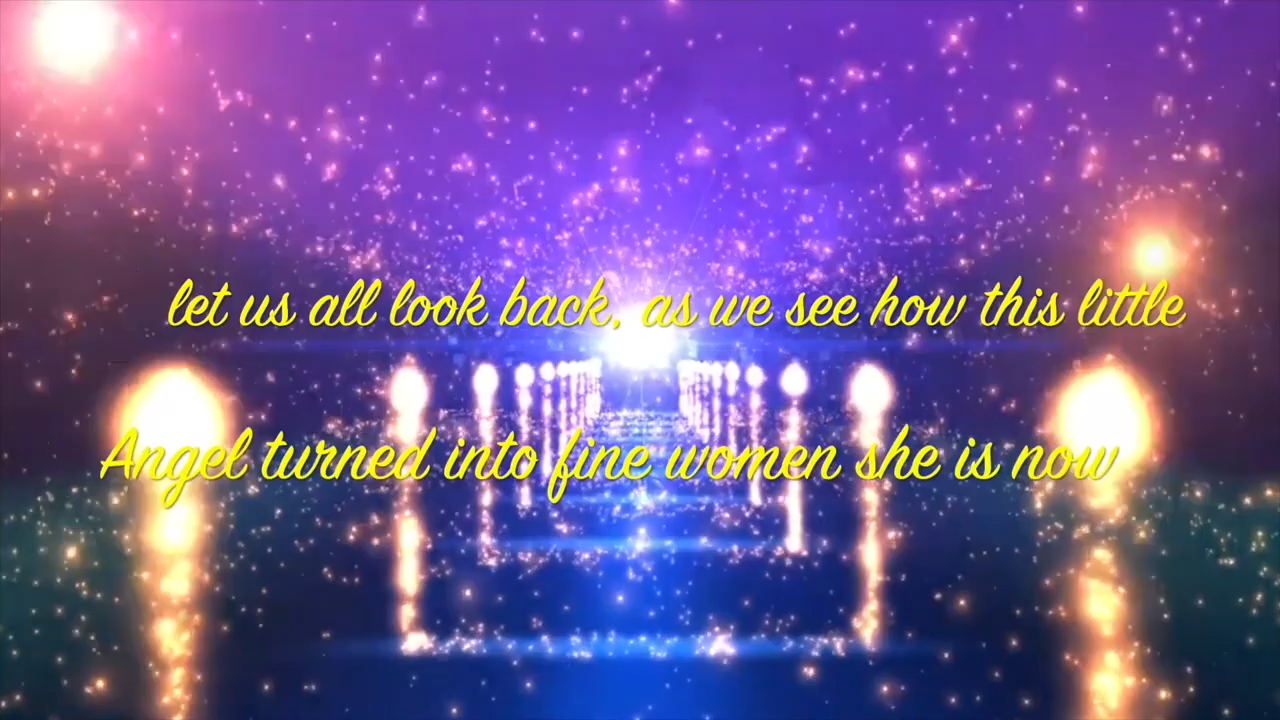 let us all look back, as we see how this little
Angel turned into fine women she is now